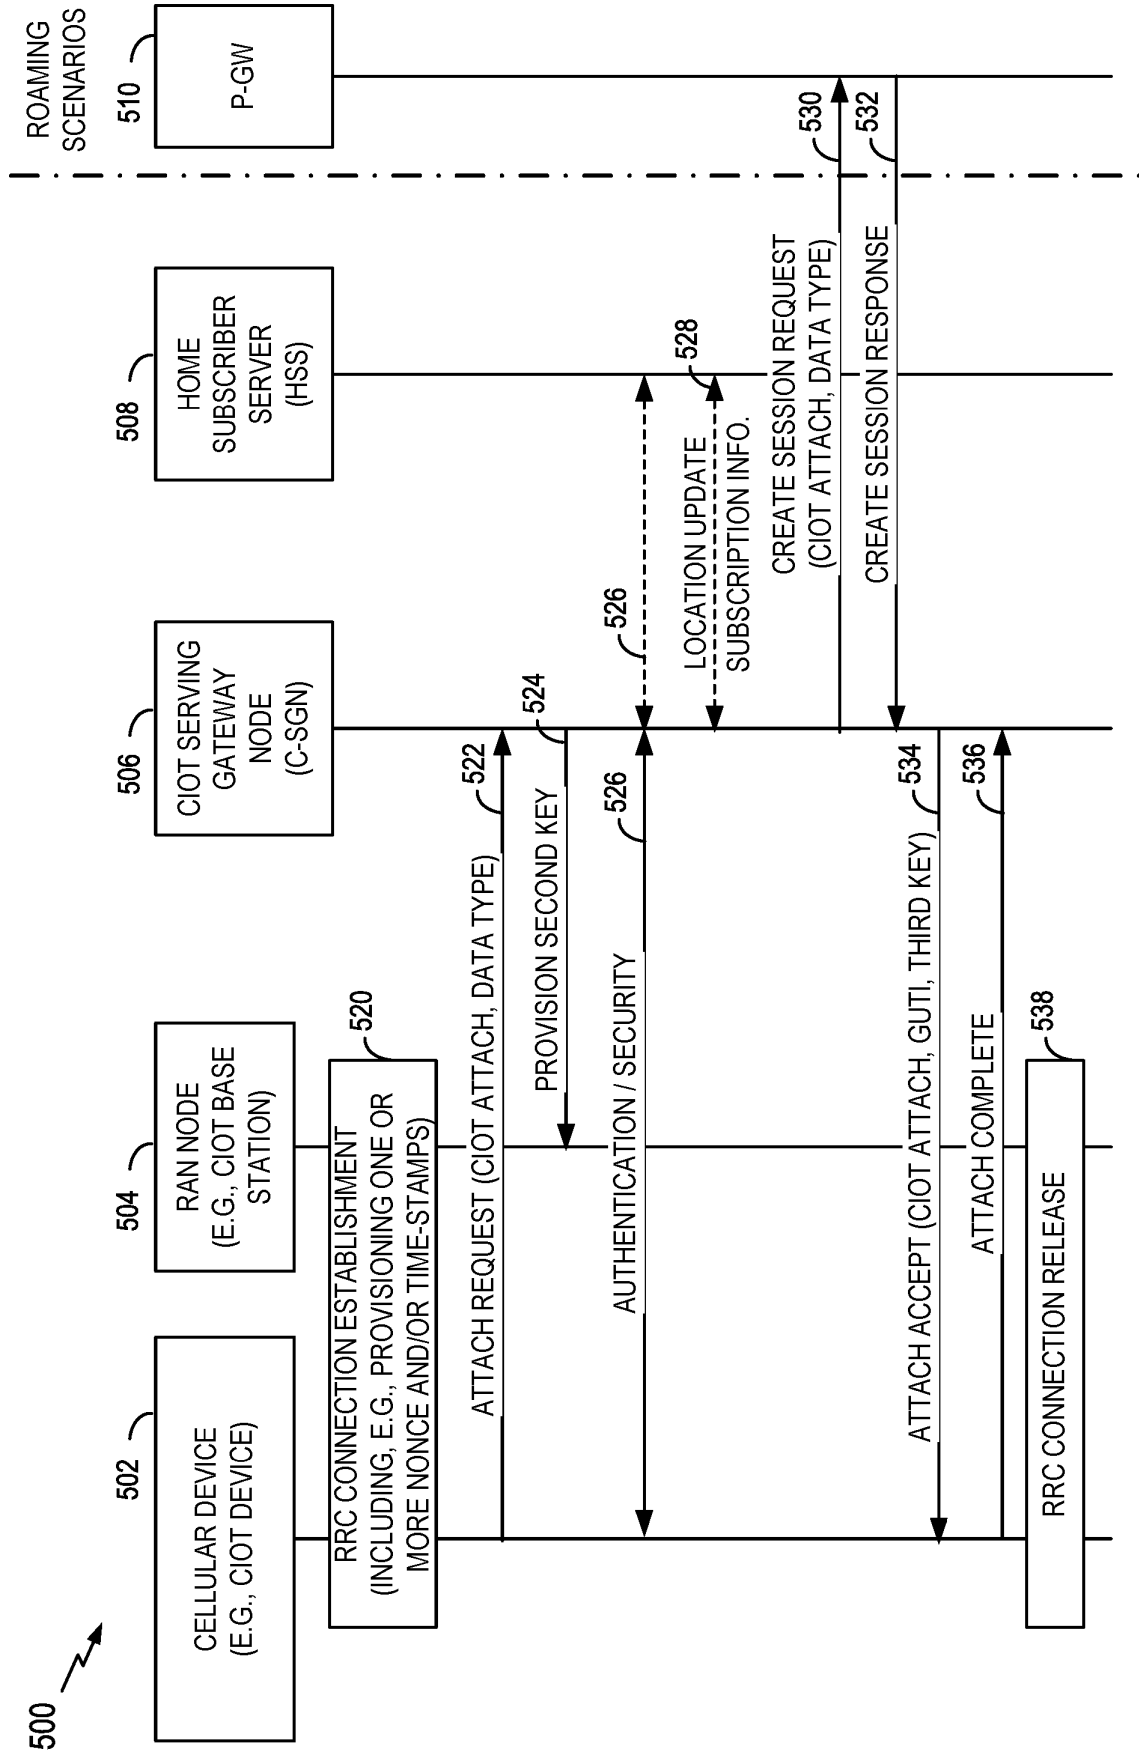 500
ROAMING
SCENARIOS
502
CELLULAR DEVICE
(E.G., CIOT DEVICE)
504
RAN NODE
(E.G., CIOT BASE
STATION)
506
CIOT SERVING
GATEWAY
NODE
(C-SGN)
508
HOME
SUBSCRIBER
SERVER
(HSS)
510
P-GW
520
RRC CONNECTION ESTABLISHMENT
(INCLUDING, E.G., PROVISIONING ONE OR
MORE NONCE AND/OR TIME-STAMPS)
ATTACH REQUEST (CIOT ATTACH, DATA TYPE)
522
PROVISION SECOND KEY
524
AUTHENTICATION / SECURITY
526
526
LOCATION UPDATE
SUBSCRIPTION INFO.
528
CREATE SESSION REQUEST
(CIOT ATTACH, DATA TYPE)
530
CREATE SESSION RESPONSE
532
ATTACH ACCEPT (CIOT ATTACH, GUTI, THIRD KEY)
534
ATTACH COMPLETE
536
RRC CONNECTION RELEASE
538